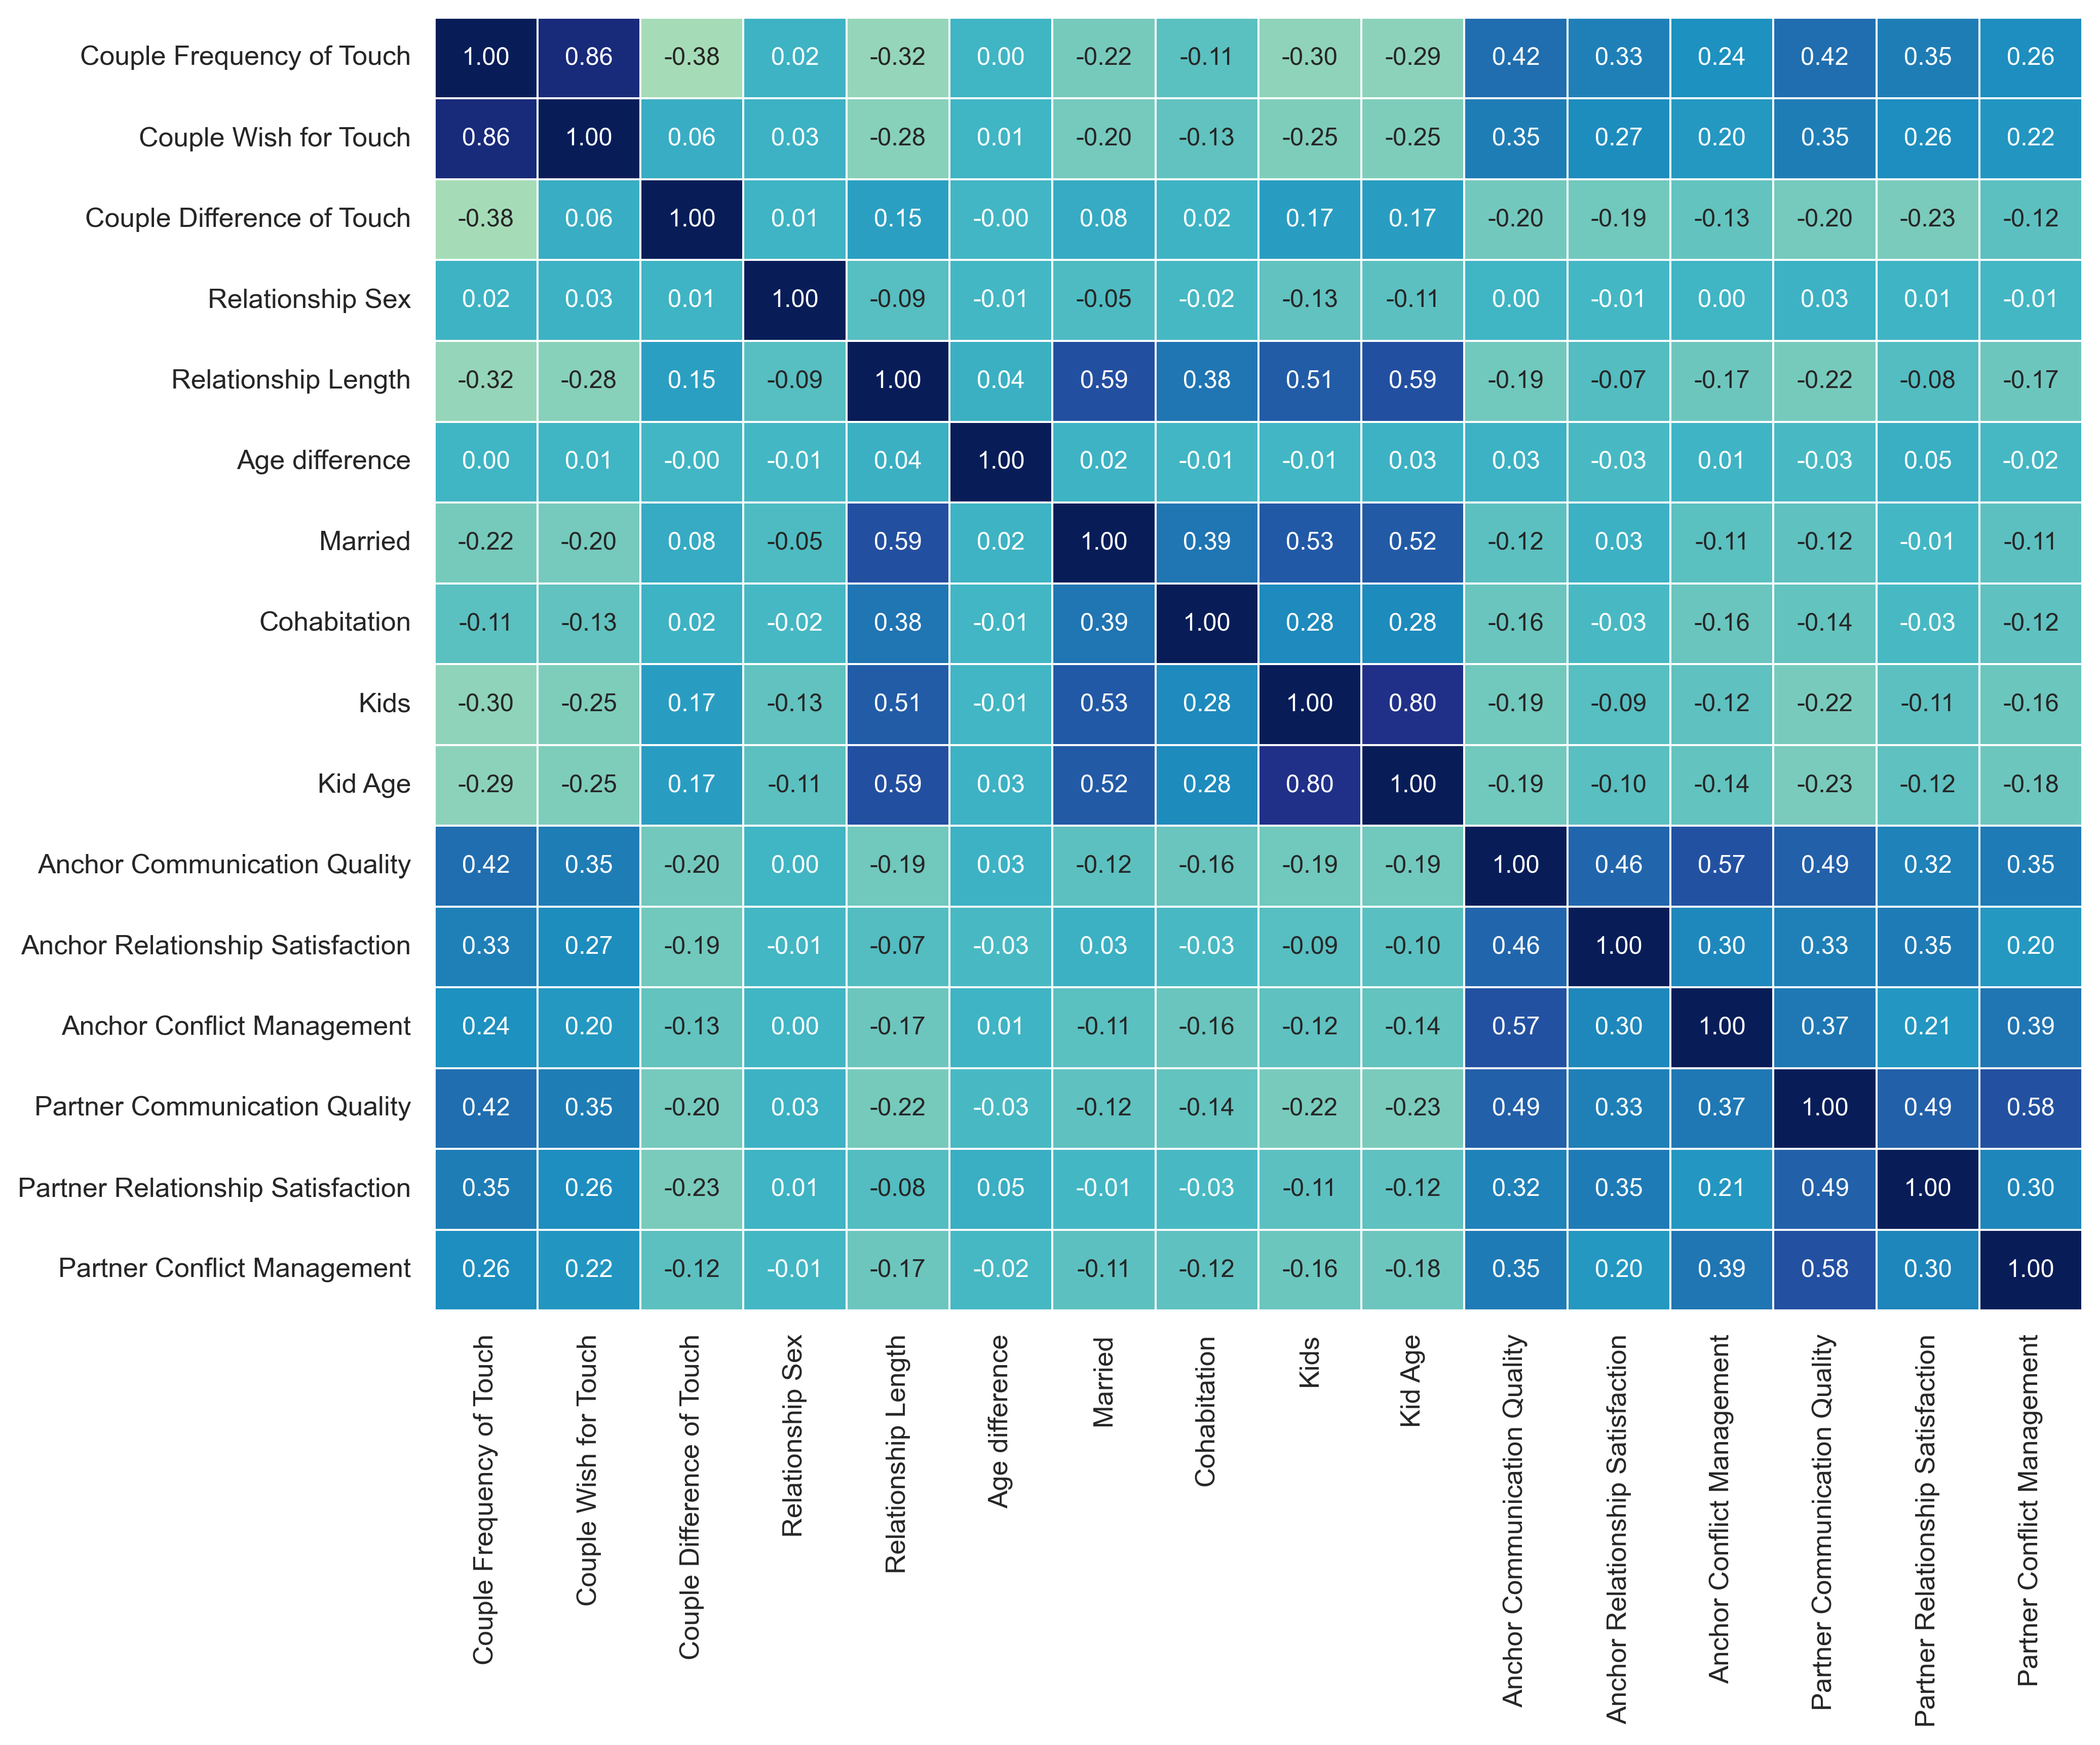 Couple Frequency of Touch 1.00 0.86 -0.38 0.02 -0.32 0.00 -0.22 -0.11 -0.30 -0.29 0.42 0.33 0.24 0.42 0.35 0.26
Couple Wish for Touch 0.86 1.00 0.06 0.03 -0.28 0.01 -0.20 -0.13 -0.25 -0.25 0.35 0.27 0.20 0.35 0.26 0.22
Couple Difference of Touch -0.38 0.06 1.00 0.01 0.15 -0.00 0.08 0.02 0.17 0.17 -0.20 -0.19 -0.13 -0.20 -0.23 -0.12
Relationship Sex 0.02 0.03 0.01 1.00 -0.09 -0.01 -0.05 -0.02 -0.13 -0.11 0.00 -0.01 0.00 0.03 0.01 -0.01
Relationship Length -0.32 -0.28 0.15 -0.09 1.00 0.04 0.59 0.38 0.51 0.59 -0.19 -0.07 -0.17 -0.22 -0.08 -0.17
Age difference 0.00 0.01 -0.00 -0.01 0.04 1.00 0.02 -0.01 -0.01 0.03 0.03 -0.03 0.01 -0.03 0.05 -0.02
Married -0.22 -0.20 0.08 -0.05 0.59 0.02 1.00 0.39 0.53 0.52 -0.12 0.03 -0.11 -0.12 -0.01 -0.11
Cohabitation -0.11 -0.13 0.02 -0.02 0.38 -0.01 0.39 1.00 0.28 0.28 -0.16 -0.03 -0.16 -0.14 -0.03 -0.12
Kids -0.30 -0.25 0.17 -0.13 0.51 -0.01 0.53 0.28 1.00 0.80 -0.19 -0.09 -0.12 -0.22 -0.11 -0.16
Kid Age -0.29 -0.25 0.17 -0.11 0.59 0.03 0.52 0.28 0.80 1.00 -0.19 -0.10 -0.14 -0.23 -0.12 -0.18
Anchor Communication Quality 0.42 0.35 -0.20 0.00 -0.19 0.03 -0.12 -0.16 -0.19 -0.19 1.00 0.46 0.57 0.49 0.32 0.35
Anchor Relationship Satisfaction 0.33 0.27 -0.19 -0.01 -0.07 -0.03 0.03 -0.03 -0.09 -0.10 0.46 1.00 0.30 0.33 0.35 0.20
Anchor Conflict Management 0.24 0.20 -0.13 0.00 -0.17 0.01 -0.11 -0.16 -0.12 -0.14 0.57 0.30 1.00 0.37 0.21 0.39
Partner Communication Quality 0.42 0.35 -0.20 0.03 -0.22 -0.03 -0.12 -0.14 -0.22 -0.23 0.49 0.33 0.37 1.00 0.49 0.58
Partner Relationship Satisfaction 0.35 0.26 -0.23 0.01 -0.08 0.05 -0.01 -0.03 -0.11 -0.12 0.32 0.35 0.21 0.49 1.00 0.30
Partner Conflict Management 0.26 0.22 -0.12 -0.01 -0.17 -0.02 -0.11 -0.12 -0.16 -0.18 0.35 0.20 0.39 0.58 0.30 1.00
Couple Frequency of Touch
Couple Wish for Touch
Couple Difference of Touch
Relationship Sex
Relationship Length
Age difference
Married
Cohabitation
Kids
Kid Age
Anchor Communication Quality
Anchor Relationship Satisfaction
Anchor Conflict Management
Partner Communication Quality
Partner Relationship Satisfaction
Partner Conflict Management